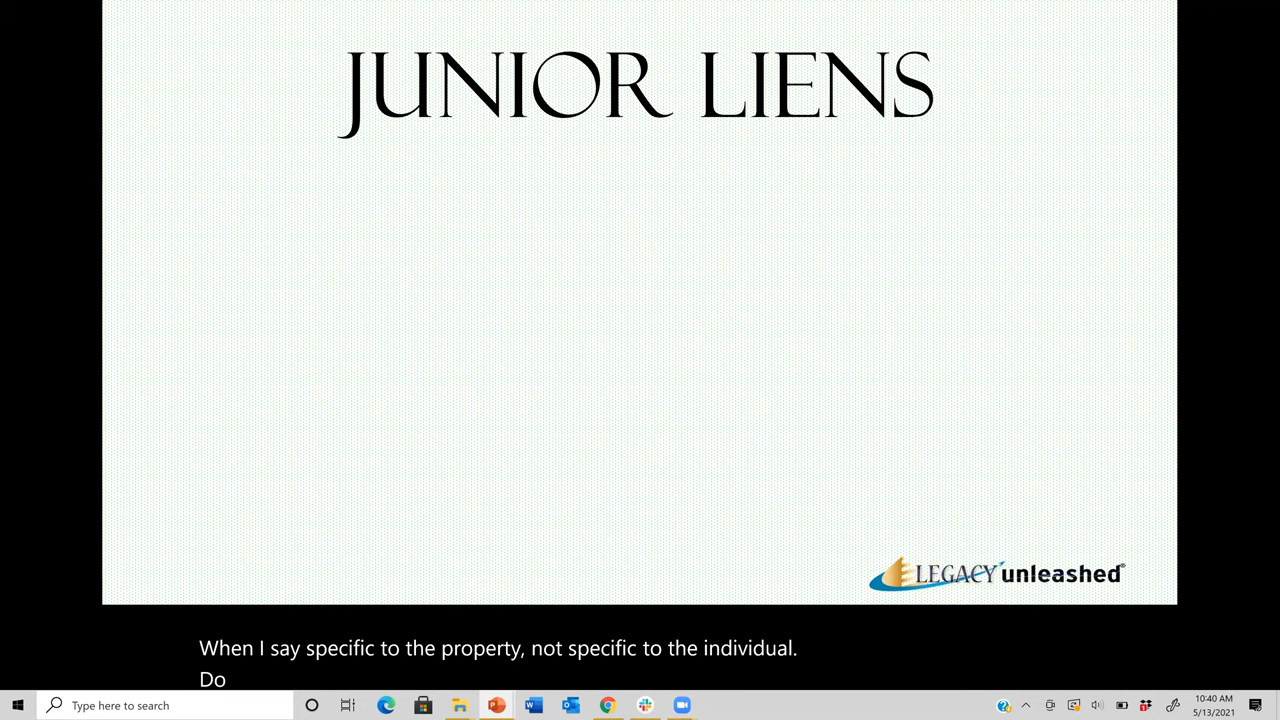 JUNIOR LIENS
LEGACY unleashed®
When I say specific to the property, not specific to the individual.
Do
Type here to search
10:40 AM
5/13/2021